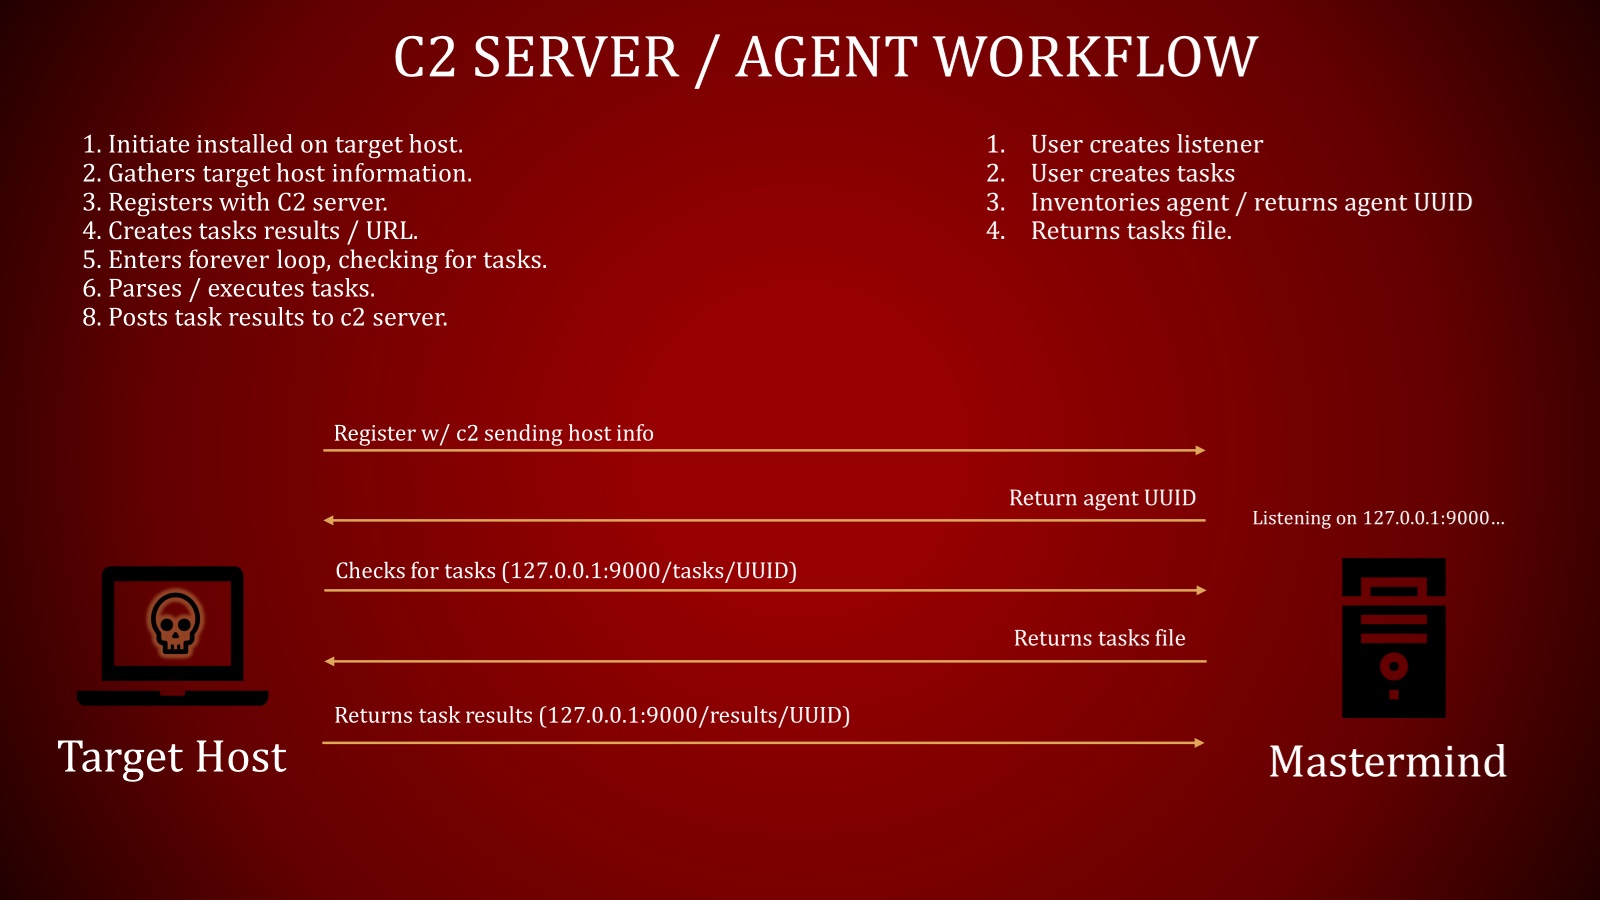 C2 SERVER / AGENT WORKFLOW
1. Initiate installed on target host.
2. Gathers target host information.
3. Registers with C2 server.
4. Creates tasks results / URL.
5. Enters forever loop, checking for tasks.
6. Parses / executes tasks.
8. Posts task results to c2 server.
1. User creates listener
2. User creates tasks
3. Inventories agent / returns agent UUID
4. Returns tasks file.
Register w/ c2 sending host info
Return agent UUID
Listening on 127.0.0.1:9000...
Checks for tasks (127.0.0.1:9000/tasks/UUID)
Returns tasks file
Returns task results (127.0.0.1:9000/results/UUID)
Target Host
Mastermind